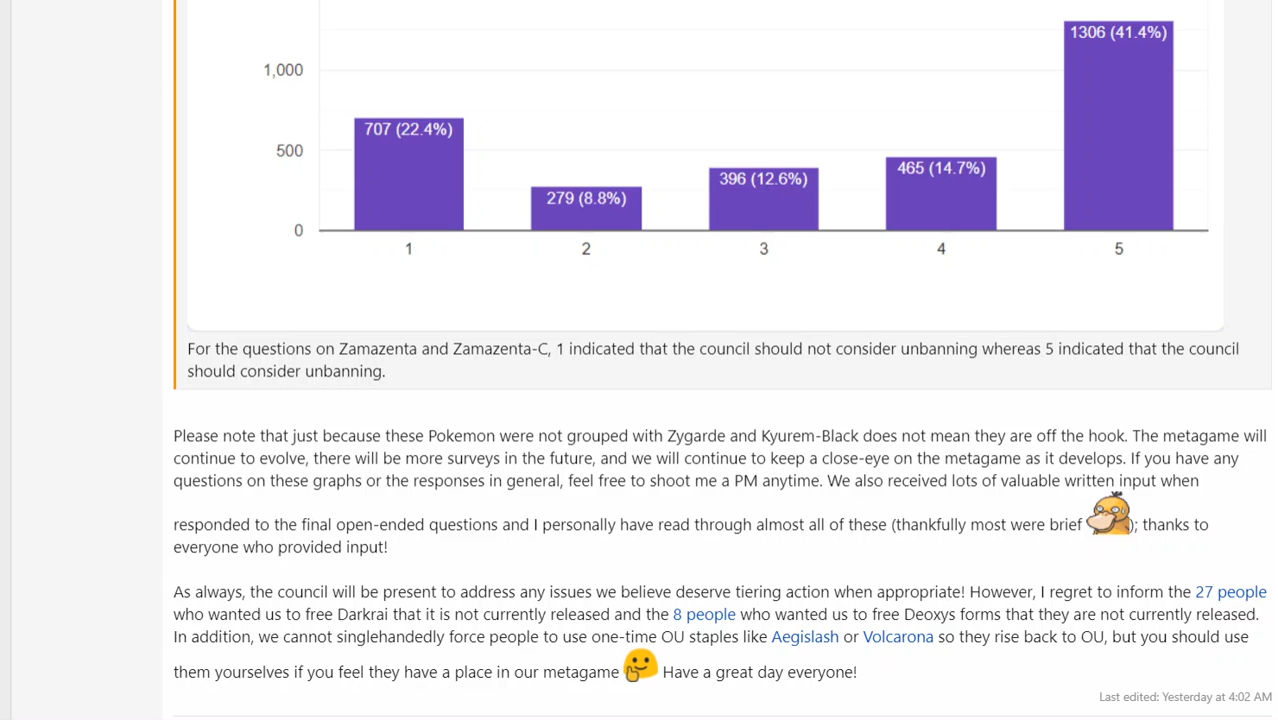 1306 (41.4%)
1,000
707 (22.4%)
500
465 (14.7%)
396 (12.6%)
279 (8.8%)
0
1 2 3 4 5
For the questions on Zamazenta and Zamazenta-C, 1 indicated that the council should not consider unbanning whereas 5 indicated that the council
should consider unbanning.
Please note that just because these Pokemon were not grouped with Zygarde and Kyurem-Black does not mean they are off the hook. The metagame will
continue to evolve, there will be more surveys in the future, and we will continue to keep a close-eye on the metagame as it develops. If you have any
questions on these graphs or the responses in general, feel free to shoot me a PM anytime. We also received lots of valuable written input when
responded to the final open-ended questions and I personally have read through almost all of these (thankfully most were brief ); thanks to
everyone who provided input!
As always, the council will be present to address any issues we believe deserve tiering action when appropriate! However, I regret to inform the 27 people
who wanted us to free Darkrai that it is not currently released and the 8 people who wanted us to free Deoxys forms that they are not currently released.
In addition, we cannot singlehandedly force people to use one-time OU staples like Aegislash or Volcarona so they rise back to OU, but you should use
them yourselves if you feel they have a place in our metagame Have a great day everyone!
Last edited: Yesterday at 4:02 AM